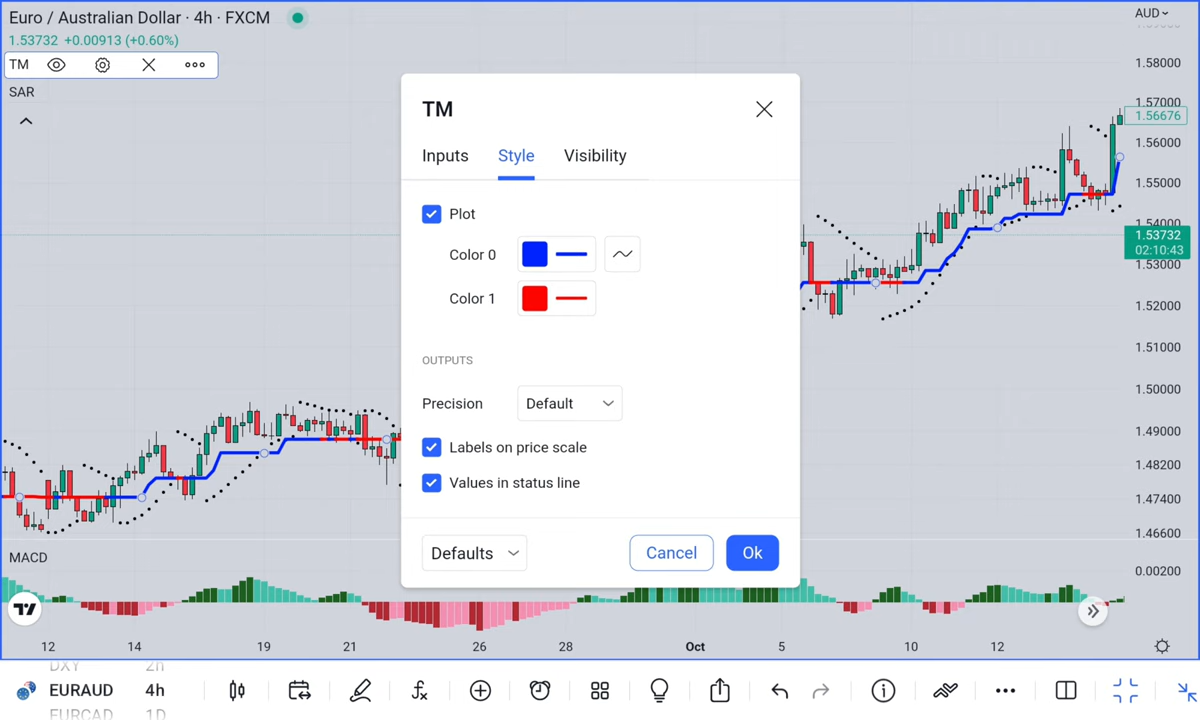 Euro / Australian Dollar · 4h · FXCM
AUD
1.53732 +0.00913 (+0.60%)
TM
SAR
1.58000
1.57000
1.56676
1.56000
1.55000
1.54000
1.53732
02:10:43
1.53000
1.52000
1.51000
1.50000
1.49000
1.48200
1.47400
1.46600
TM
Inputs Style Visibility
Plot
Color 0
Color 1
OUTPUTS
Precision Default
Labels on price scale
Values in status line
Defaults Cancel Ok
MACD
0.00200
12 14 19 21 26 28 Oct 5 10 12
DXY 2h
EURAUD 4h
EURCAD 1D